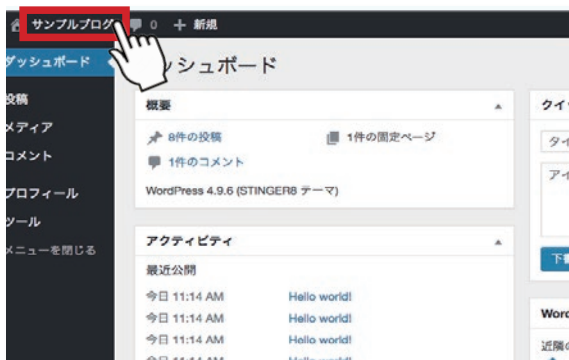 サンプルブログ 0 + 新規
ダッシュボード
ダッシュボード
投稿
メディア
コメント
プロフィール
ツール
メニューを閉じる
概要
8件の投稿 1件の固定ページ
1件のコメント
WordPress 4.9.6 (STINGER8 テーマ)
アクティビティ
最近公開
今日 11:14 AM Hello world!
今日 11:14 AM Hello world!
今日 11:14 AM Hello world!
クイ
タイ
アイ
下書
Word
近隣の